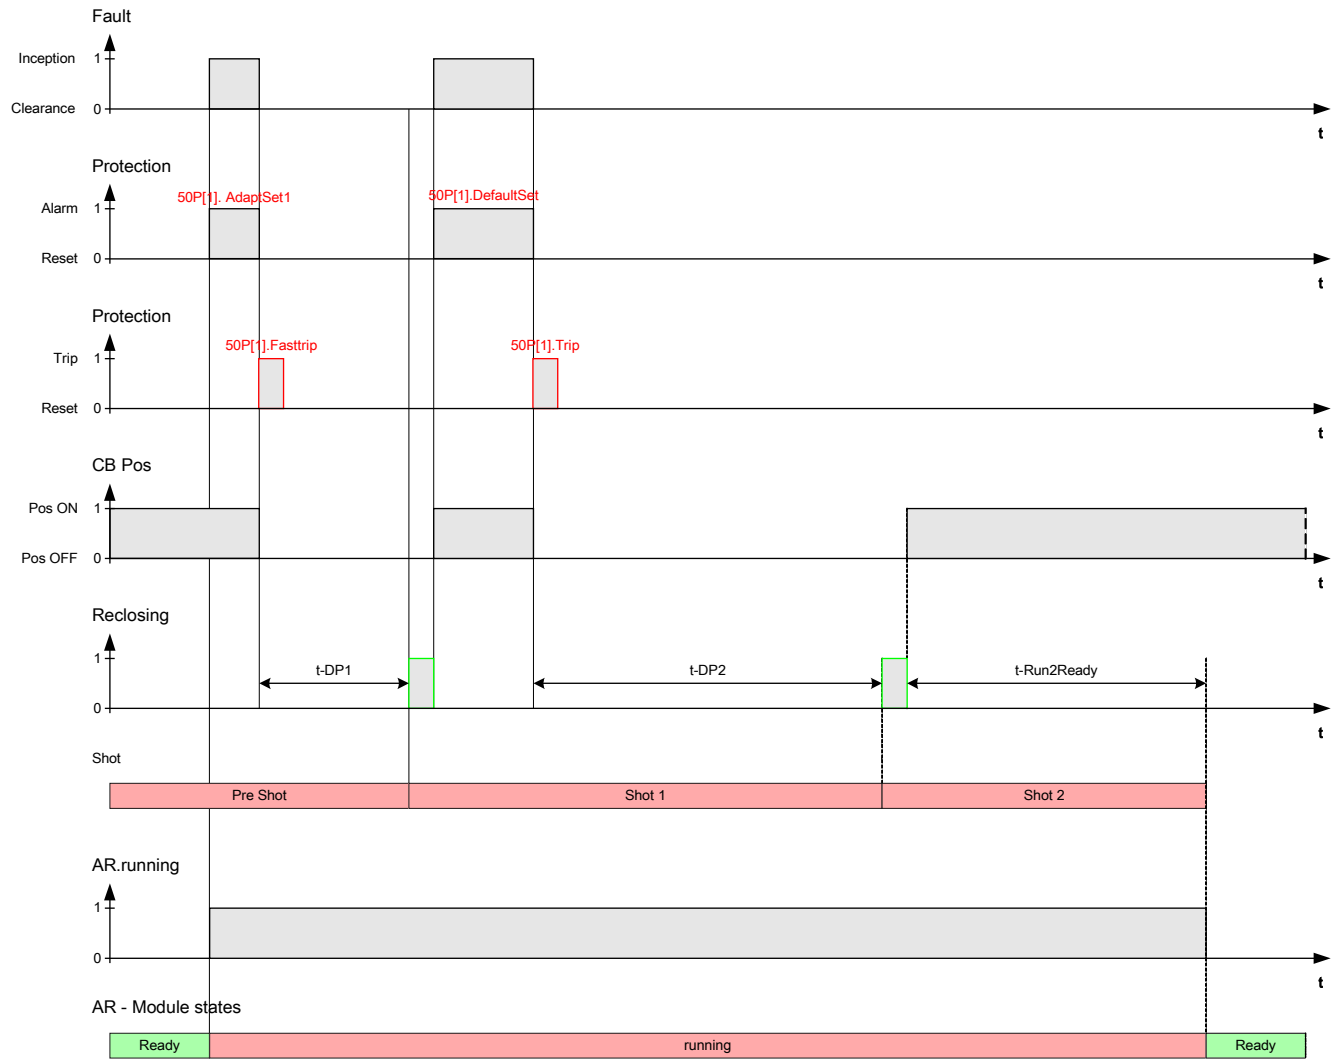 Fault
Inception 1
Clearance 0
t
Protection
50P[1]. AdaptSet1 50P[1].DefaultSet
Alarm 1
Reset 0
t
Protection
50P[1].Fasttrip 50P[1].Trip
Trip 1
Reset 0
t
CB Pos
Pos ON 1
Pos OFF 0
t
Reclosing
1
t-DP1 t-DP2 t-Run2Ready
0
t
Shot
Pre Shot Shot 1 Shot 2
AR.running
1
0
t
AR - Module states
Ready running Ready